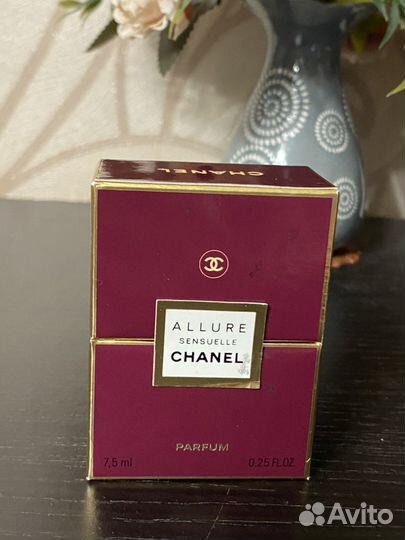 CHANEL
ALLURE
SENSUELLE
CHANEL
PARFUM
7,5 ml 0.25 FL.OZ.
Avito